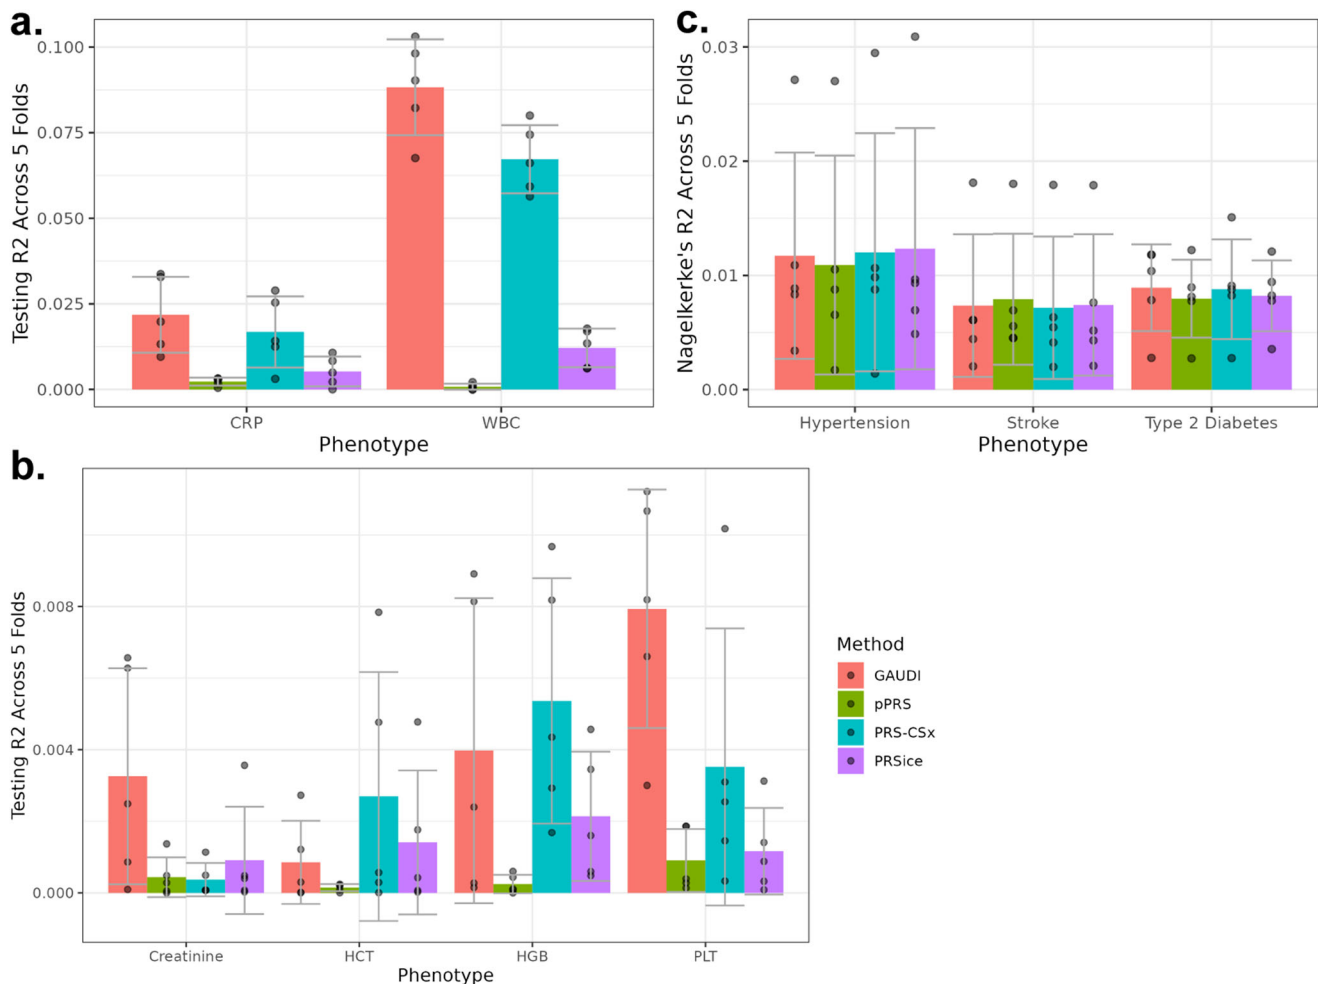 a.
Testing R2 Across 5 Folds
0.100
0.075
0.050
0.025
0.000
CRP
WBC
Phenotype
c.
Nagelkerke's R2 Across 5 Folds
0.03
0.02
0.01
0.00
Hypertension
Stroke
Type 2 Diabetes
Phenotype
b.
Testing R2 Across 5 Folds
0.008
0.004
0.000
Creatinine
HCT
HGB
PLT
Phenotype
Method
GAUDI
pPRS
PRS-CSx
PRSice